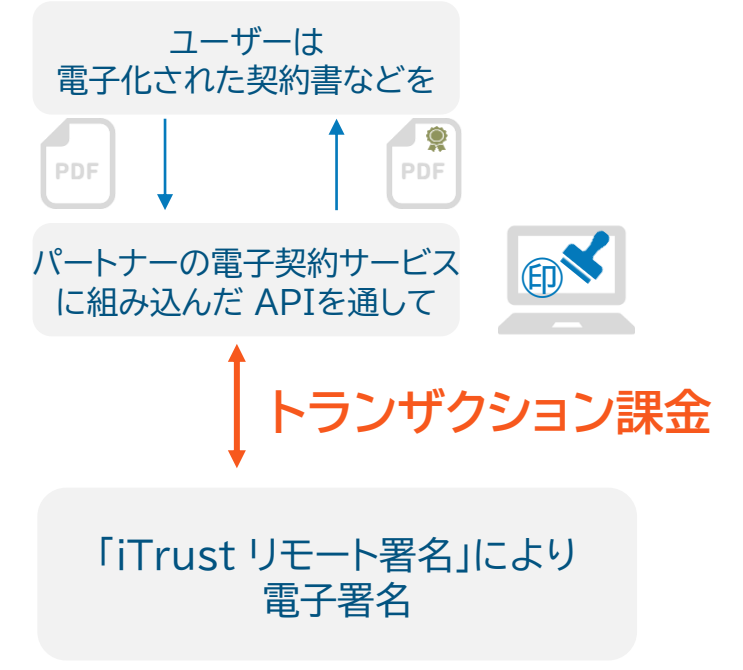 ユーザーは
電子化された契約書などを
PDF
PDF
パートナーの電子契約サービス
に組み込んだ APIを通して
印
トランザクション課金
「iTrust リモート署名」により
電子署名